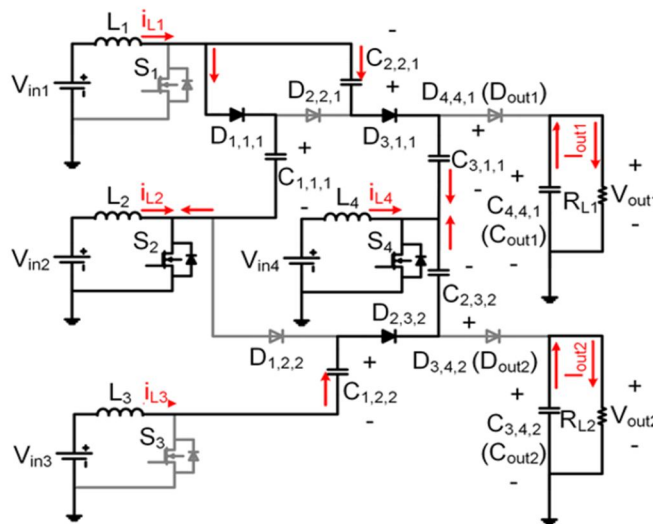 L1 iL1 -
C2,2,1
Vin1 + - S1
D2,2,1 + D4,4,1 (Dout1)
D1,1,1 D3,1,1 +
+ C3,1,1 Iout1
C1,1,1 + +
L2 iL2 - L4 iL4 - C4,4,1 RL1 Vout1
(Cout1) -
S2 S4 - -
Vin2 + - Vin4 + - C2,3,2
D2,3,2 +
D1,2,2 + D3,4,2 (Dout2)
Iout2
L3 iL3 C1,2,2 + +
- C3,4,2 RL2 Vout2
S3 (Cout2)
Vin3 + - - -